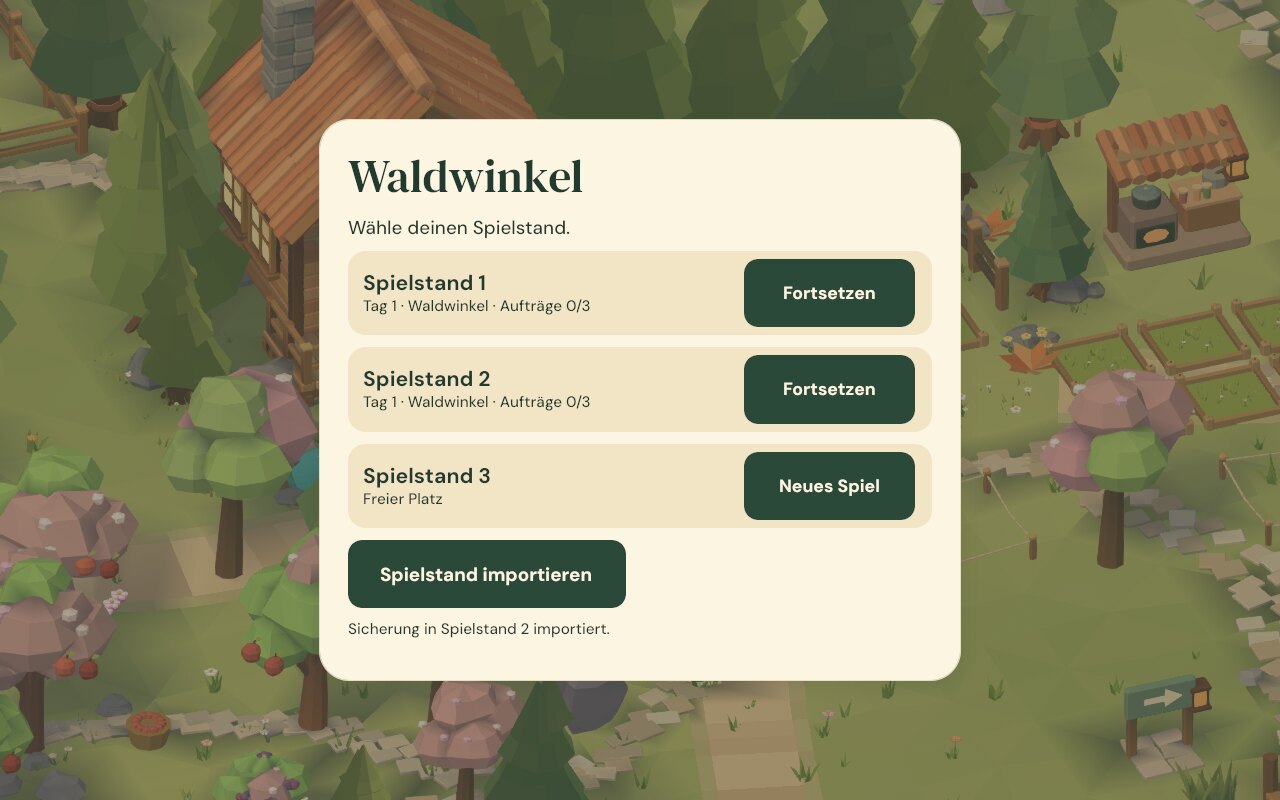 Waldwinkel
Wähle deinen Spielstand.
Spielstand 1
Tag 1 · Waldwinkel · Aufträge 0/3
Fortsetzen
Spielstand 2
Tag 1 · Waldwinkel · Aufträge 0/3
Fortsetzen
Spielstand 3
Freier Platz
Neues Spiel
Spielstand importieren
Sicherung in Spielstand 2 importiert.